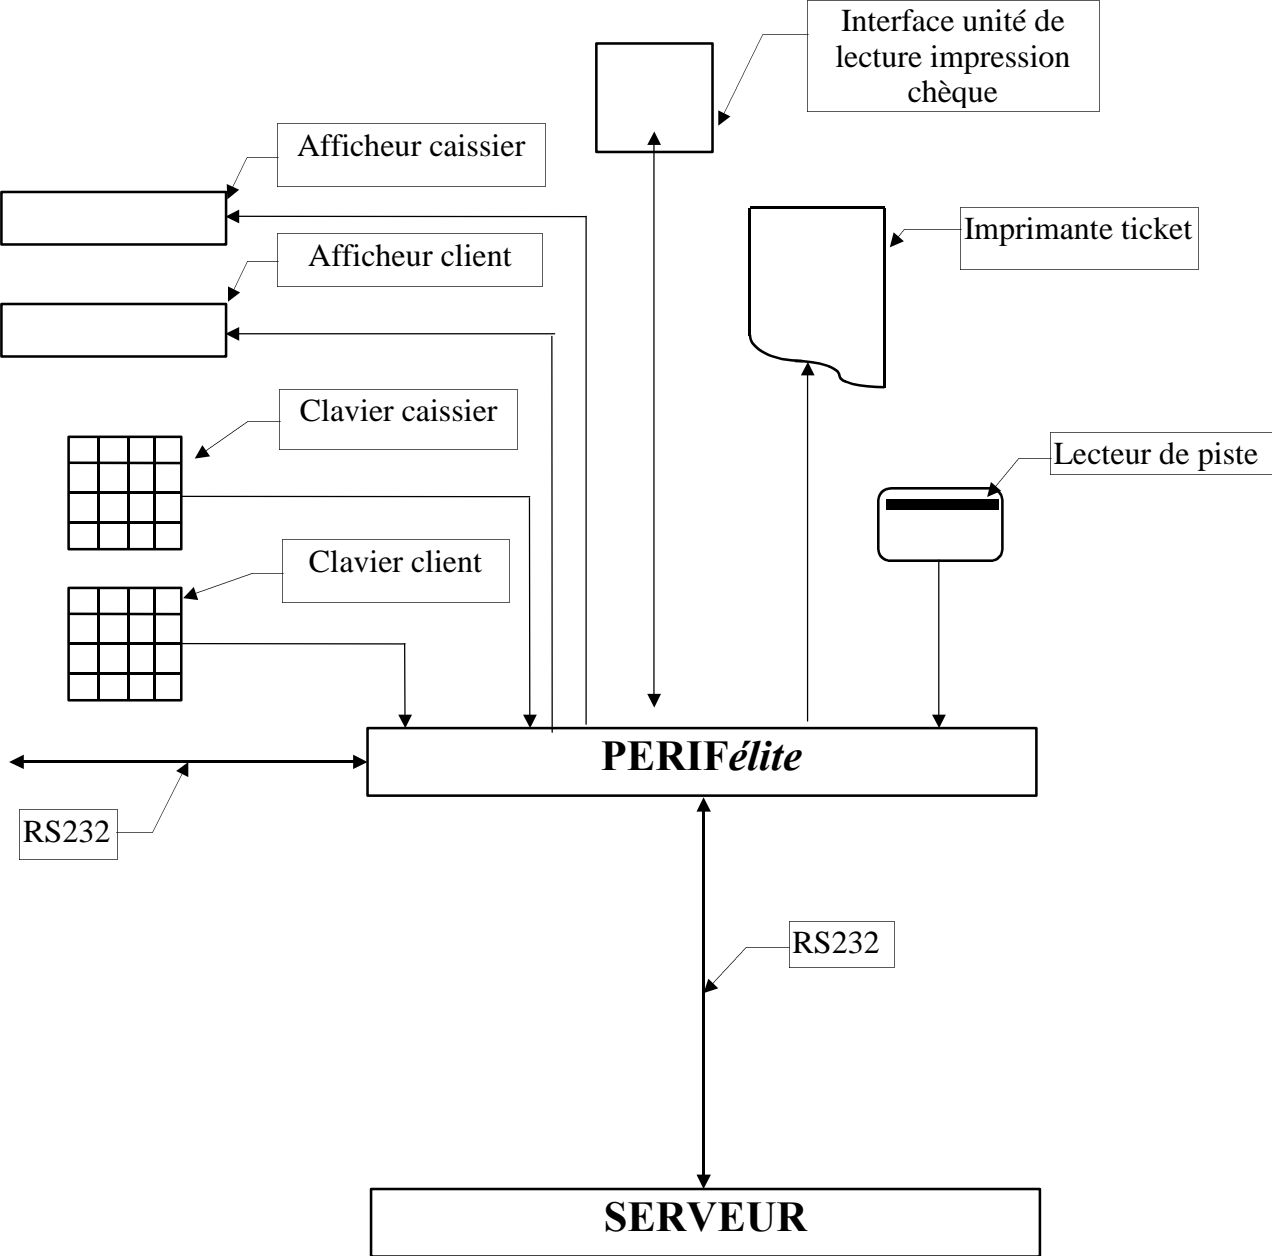 Interface unité de
lecture impression
chèque
Afficheur caissier
Imprimante ticket
Afficheur client
Clavier caissier
Lecteur de piste
Clavier client
PERIFélite
RS232
RS232
SERVEUR